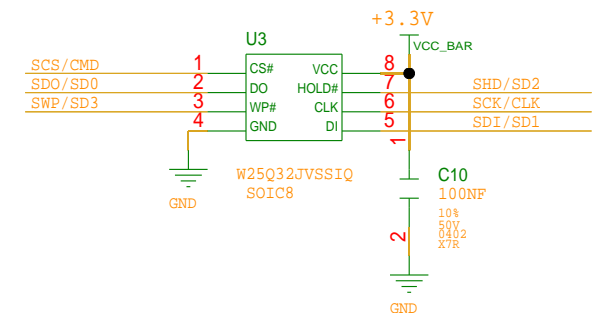 +3.3V
VCC_BAR
U3
SCS/CMD 1 CS# VCC 8
SDO/SD0 2 DO HOLD# 7 SHD/SD2
SWP/SD3 3 WP# CLK 6 SCK/CLK
4 GND DI 5 SDI/SD1
1
W25Q32JVSSIQ
SOIC8
GND
C10
100NF
10%
50V
0402
X7R
2
GND